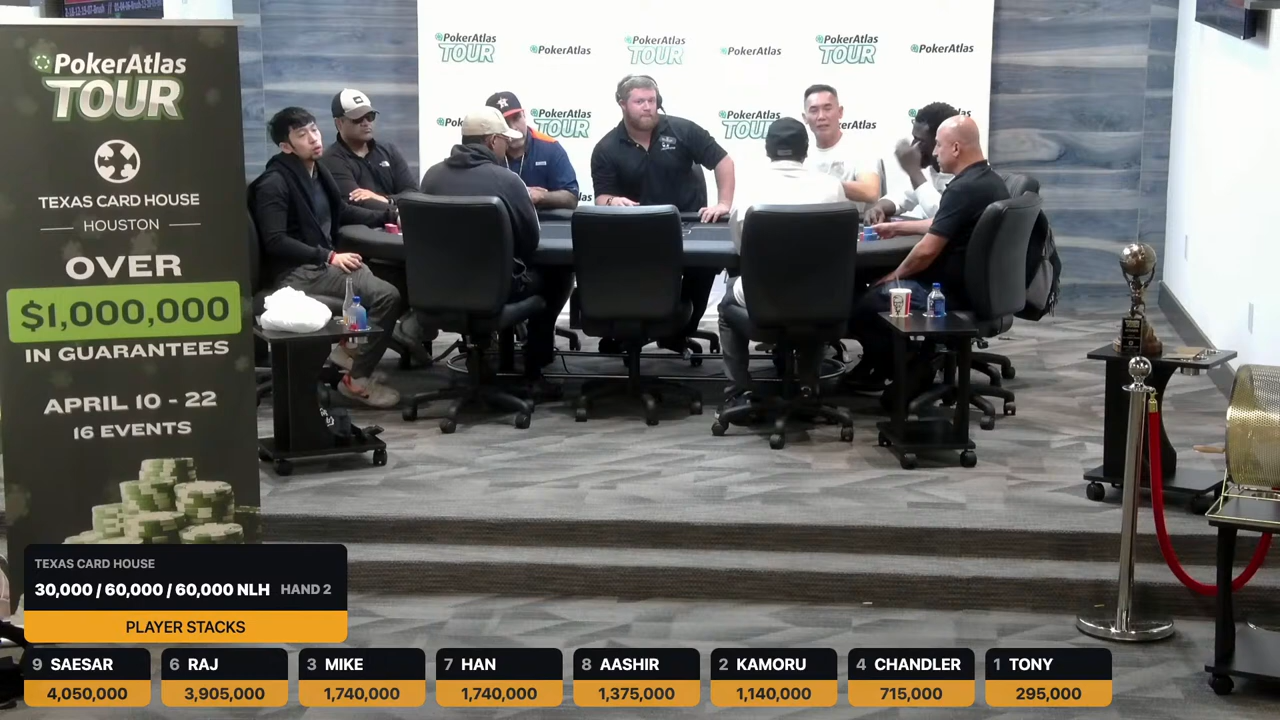 PokerAtlas
TOUR
TEXAS CARD HOUSE
HOUSTON
OVER
$1,000,000
IN GUARANTEES
APRIL 10 - 22
16 EVENTS
PokerAtlas
TOUR
PokerAtlas
PokerAtlas
TOUR
PokerAtlas
PokerAtlas
TOUR
PokerAtlas
TOUR
TOUR
KFC
TEXAS CARD HOUSE
30,000 / 60,000 / 60,000 NLH HAND 2
PLAYER STACKS
9 SAESAR
4,050,000
6 RAJ
3,905,000
3 MIKE
1,740,000
7 HAN
1,740,000
8 AASHIR
1,375,000
2 KAMORU
1,140,000
4 CHANDLER
715,000
1 TONY
295,000